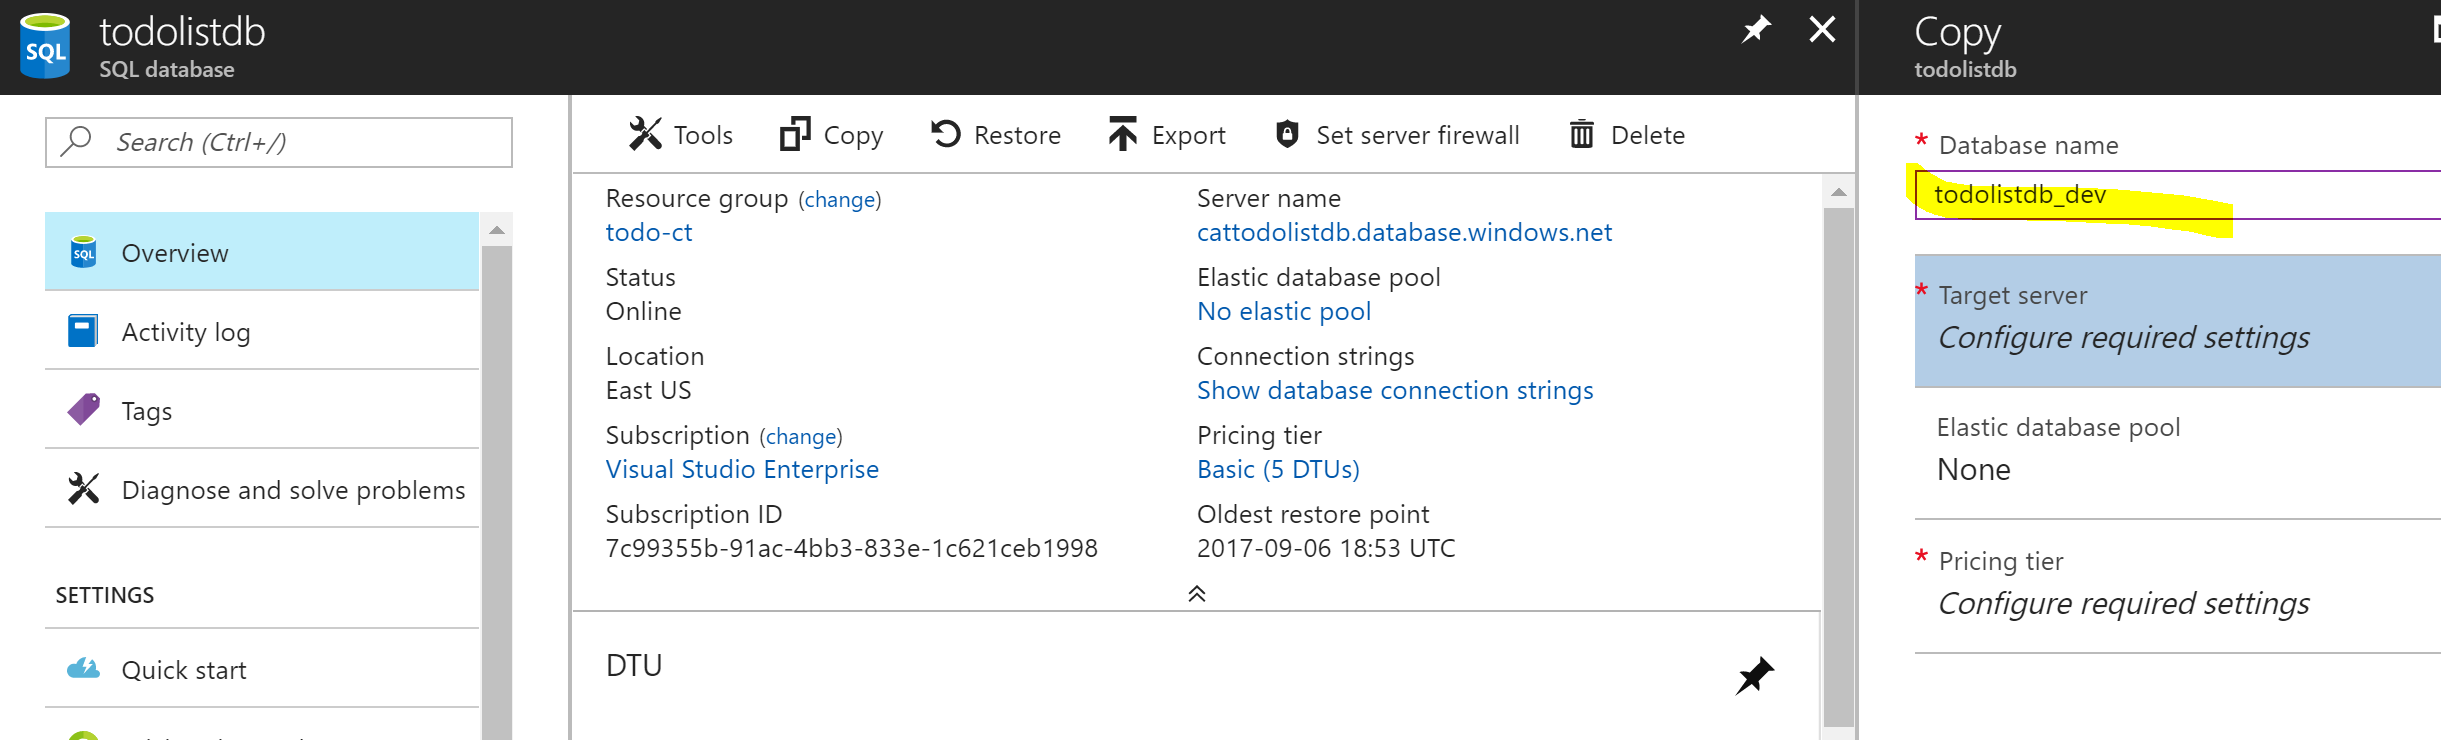 SQL
todolistdb
SQL database
Search (Ctrl+/)
SQL
Overview
Activity log
Tags
Diagnose and solve problems
SETTINGS
Quick start
Tools
Copy
Restore
Export
Set server firewall
Delete
Resource group (change)
todo-ct
Status
Online
Location
East US
Subscription (change)
Visual Studio Enterprise
Subscription ID
7c99355b-91ac-4bb3-833e-1c621ceb1998
Server name
cattodolistdb.database.windows.net
Elastic database pool
No elastic pool
Connection strings
Show database connection strings
Pricing tier
Basic (5 DTUs)
Oldest restore point
2017-09-06 18:53 UTC
DTU
Copy
todolistdb
* Database name
todolistdb_dev
* Target server
Configure required settings
Elastic database pool
None
* Pricing tier
Configure required settings